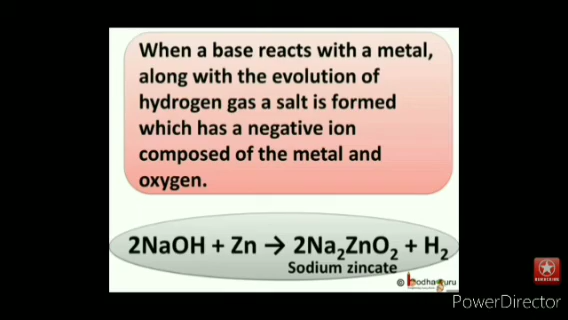 When a base reacts with a metal,
along with the evolution of
hydrogen gas a salt is formed
which has a negative ion
composed of the metal and
oxygen.
2NaOH + Zn → 2Na₂ZnO₂ + H₂
Sodium zincate
©
PowerDirector